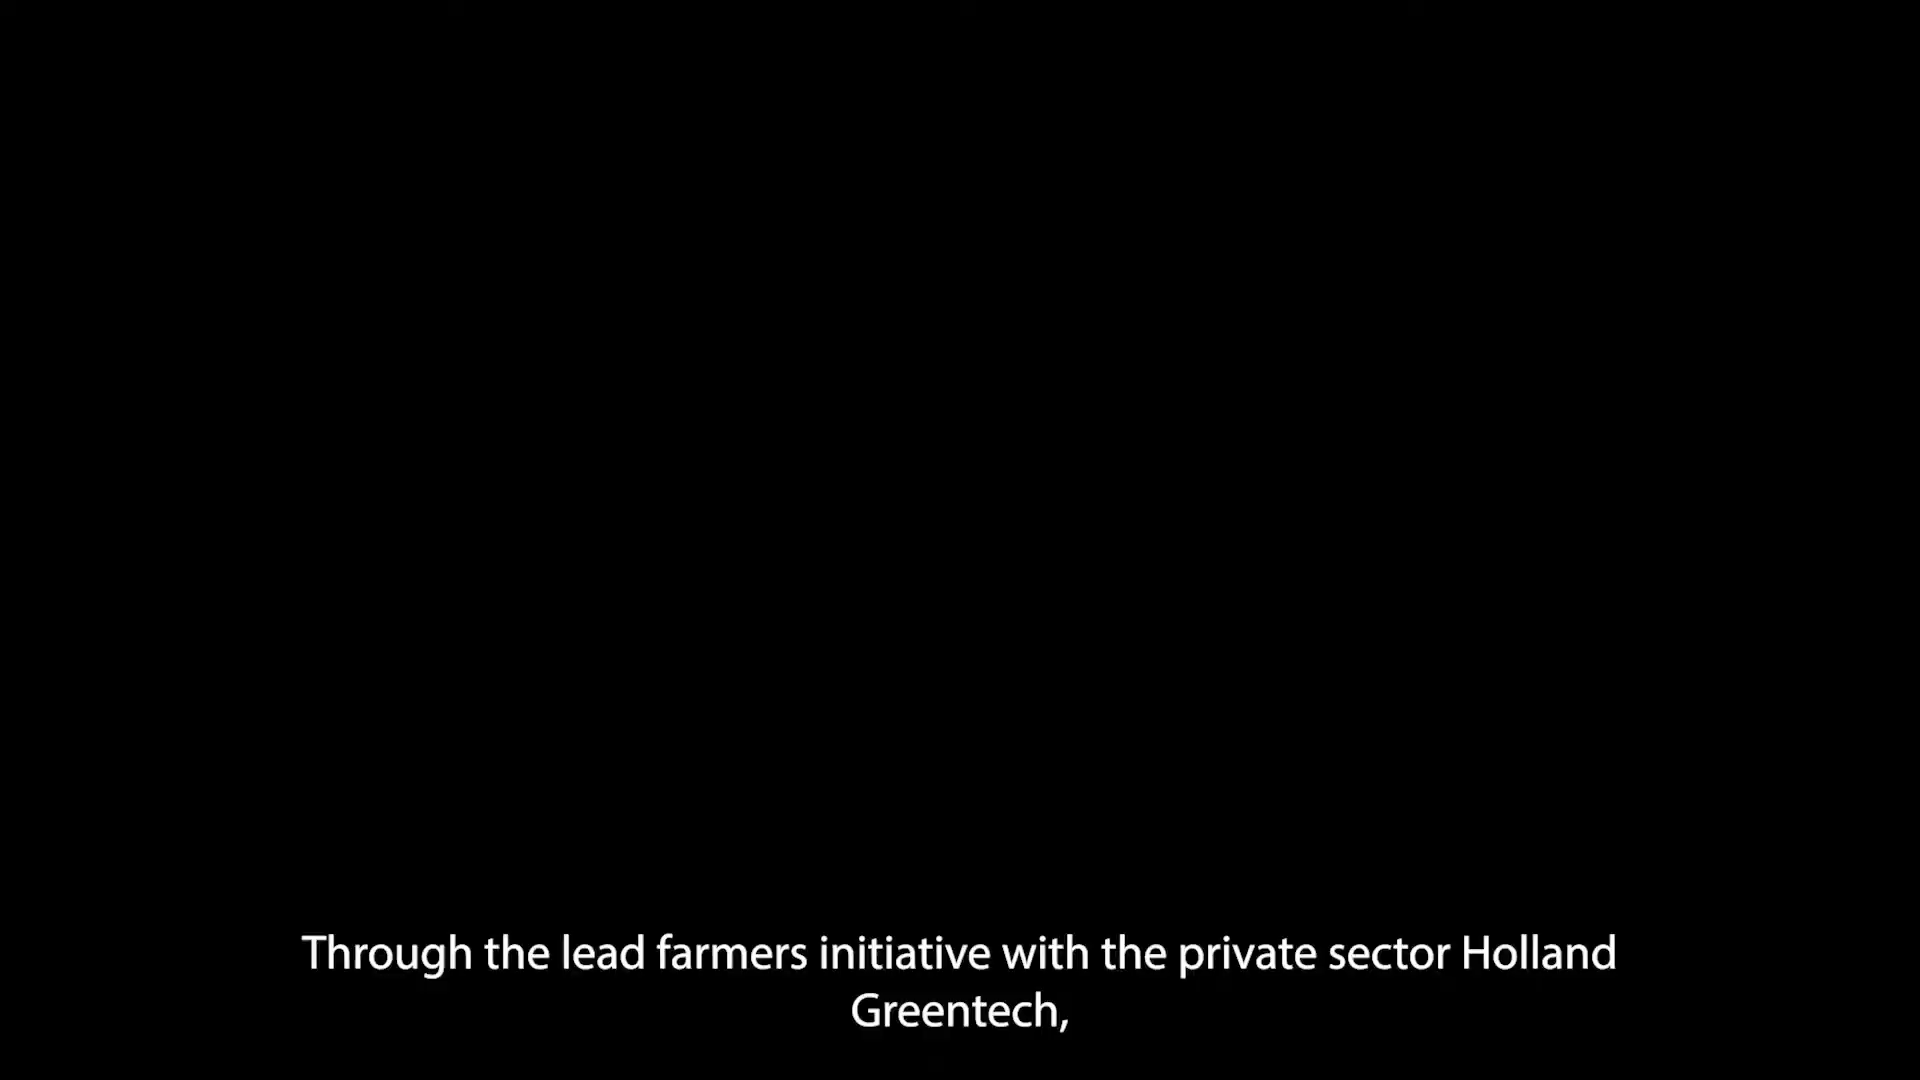 Through the lead farmers initiative with the private sector Holland
Greentech,